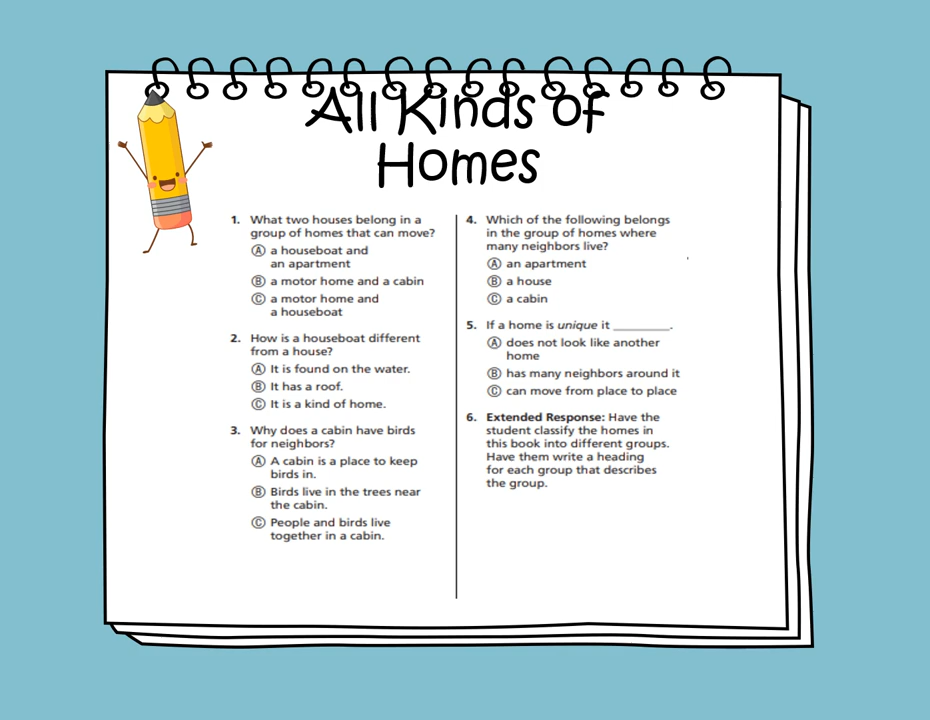 All Kinds of
Homes
1. What two houses belong in a
group of homes that can move?
Ⓐ a houseboat and
an apartment
Ⓑ a motor home and a cabin
Ⓒ a motor home and
a houseboat
2. How is a houseboat different
from a house?
Ⓐ It is found on the water.
Ⓑ It has a roof.
Ⓒ It is a kind of home.
3. Why does a cabin have birds
for neighbors?
Ⓐ A cabin is a place to keep
birds in.
Ⓑ Birds live in the trees near
the cabin.
Ⓒ People and birds live
together in a cabin.
4. Which of the following belongs
in the group of homes where
many neighbors live?
Ⓐ an apartment
Ⓑ a house
Ⓒ a cabin
5. If a home is unique it ________.
Ⓐ does not look like another
home
Ⓑ has many neighbors around it
Ⓒ can move from place to place
6. Extended Response: Have the
student classify the homes in
this book into different groups.
Have them write a heading
for each group that describes
the group.